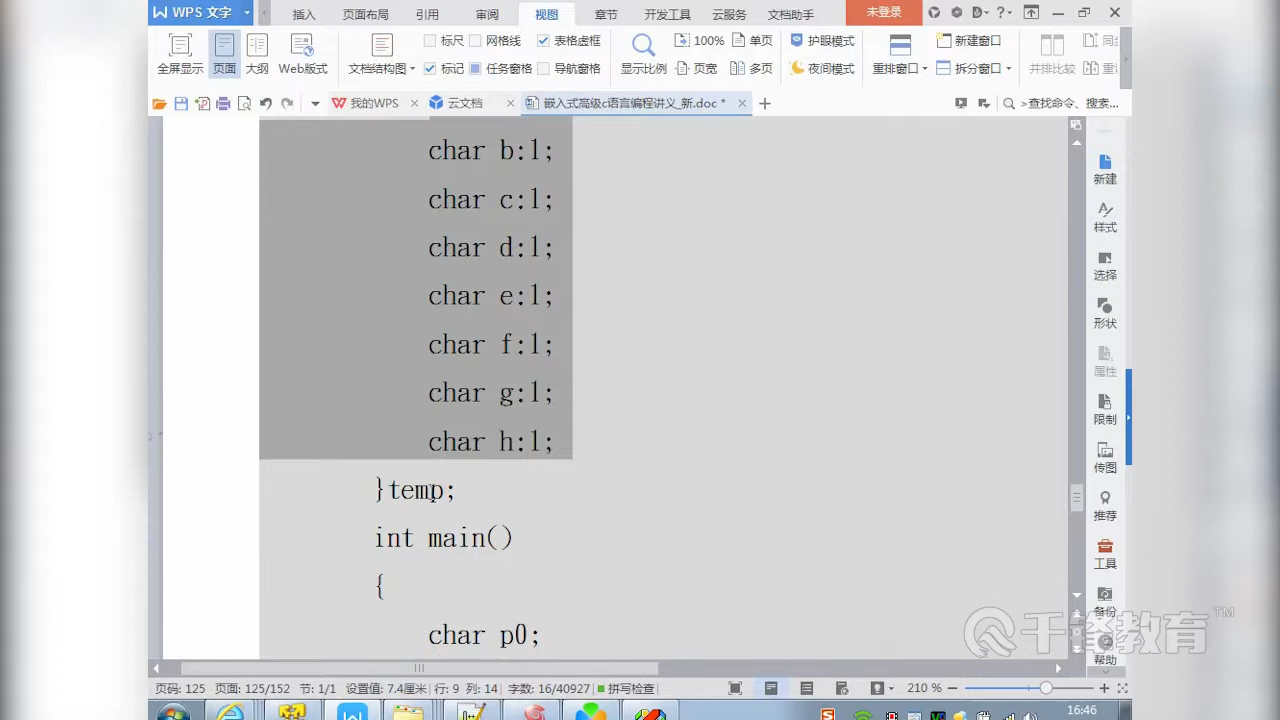 WPS 文字
插入 页面布局 引用 审阅 视图 章节 开发工具 云服务 文档助手
未登录
标尺 网格线 表格虚框 100% 单页 护眼模式 新建窗口
全屏显示 页面 大纲 Web版式 文档结构图 标记 任务窗格 导航窗格 显示比例 页宽 多页 夜间模式 重排窗口 拆分窗口 并排比较
我的WPS 云文档 嵌入式高级c语言编程讲义_新.doc * >查找命令、搜索...
char b:1;
char c:1;
char d:1;
char e:1;
char f:1;
char g:1;
char h:1;
}temp;
int main()
{
char p0;
新建
样式
选择
形状
属性
限制
传图
推荐
工具
备份
帮助
千锋教育 TM
页码: 125 页面: 125/152 节: 1/1 设置值: 7.4厘米 行: 9 列: 14 字数: 16/40927 拼写检查 210 %
16:46